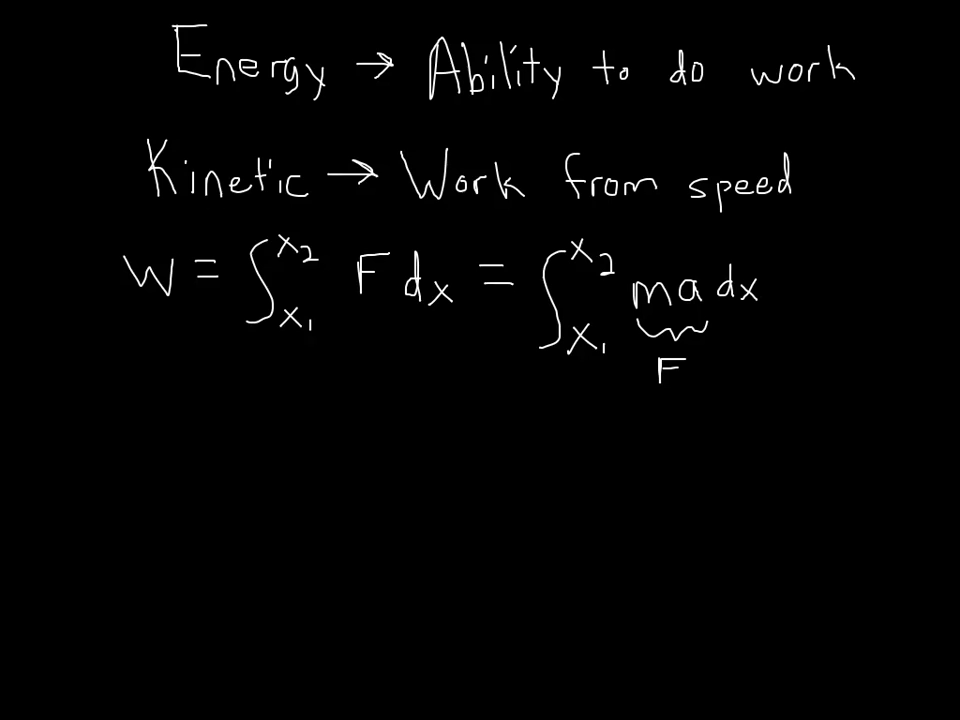 Energy → Ability to do work
Kinetic → Work from speed
W = ∫_{x₁}^{x₂} F dx = ∫_{x₁}^{x₂} ma dx
F